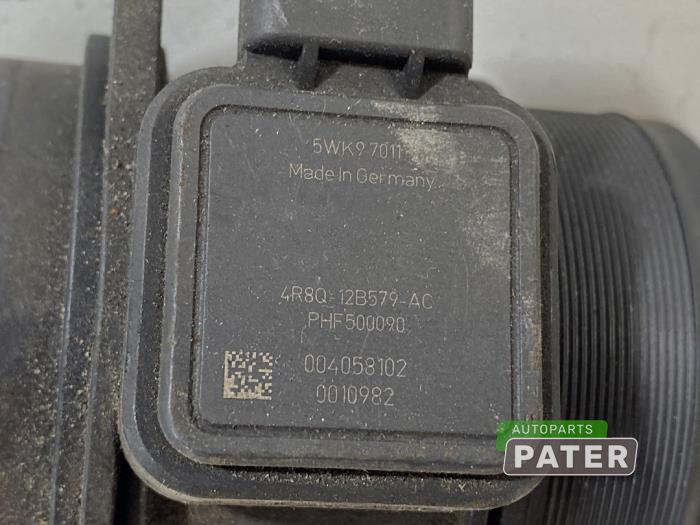 5WK9 7011
Made in Germany
4R8Q-12B579-AC
PHF500090
004058102
0010982
AUTOPARTS
PATER